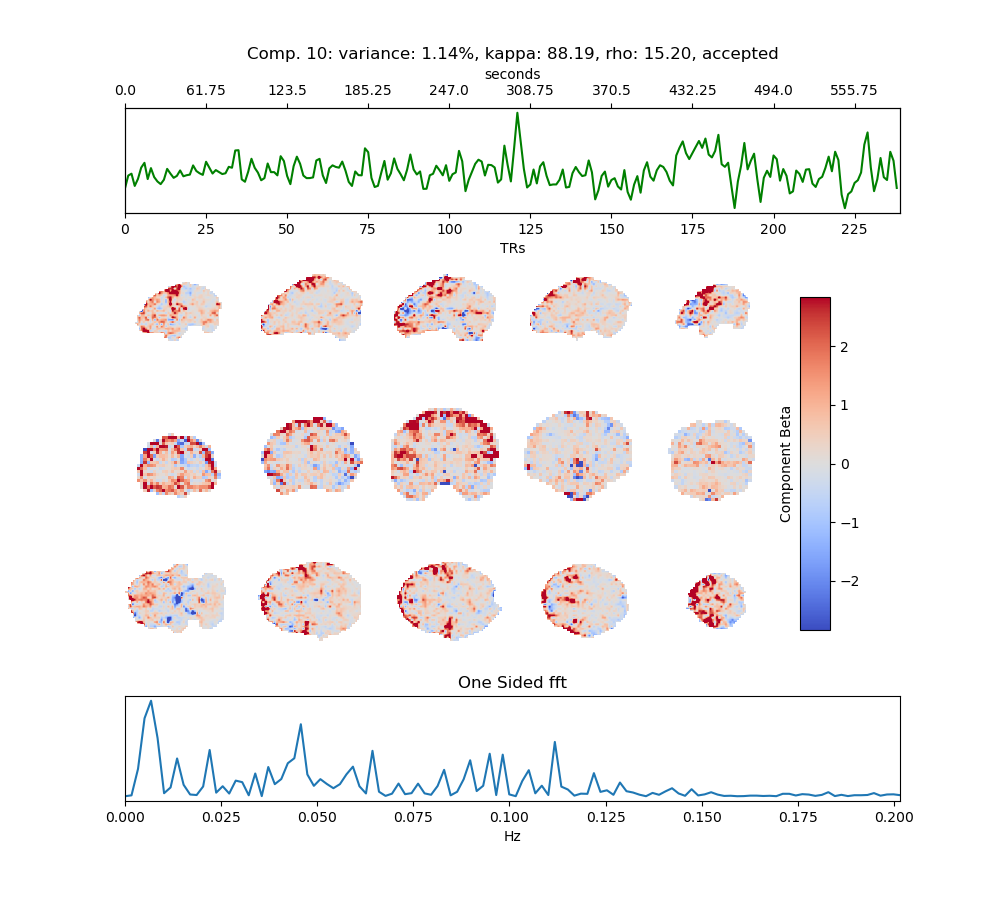 Comp. 10: variance: 1.14%, kappa: 88.19, rho: 15.20, accepted
seconds
0.0 61.75 123.5 185.25 247.0 308.75 370.5 432.25 494.0 555.75
0 25 50 75 100 125 150 175 200 225
TRs
2
1
0
−1
−2
Component Beta
One Sided fft
0.000 0.025 0.050 0.075 0.100 0.125 0.150 0.175 0.200
Hz